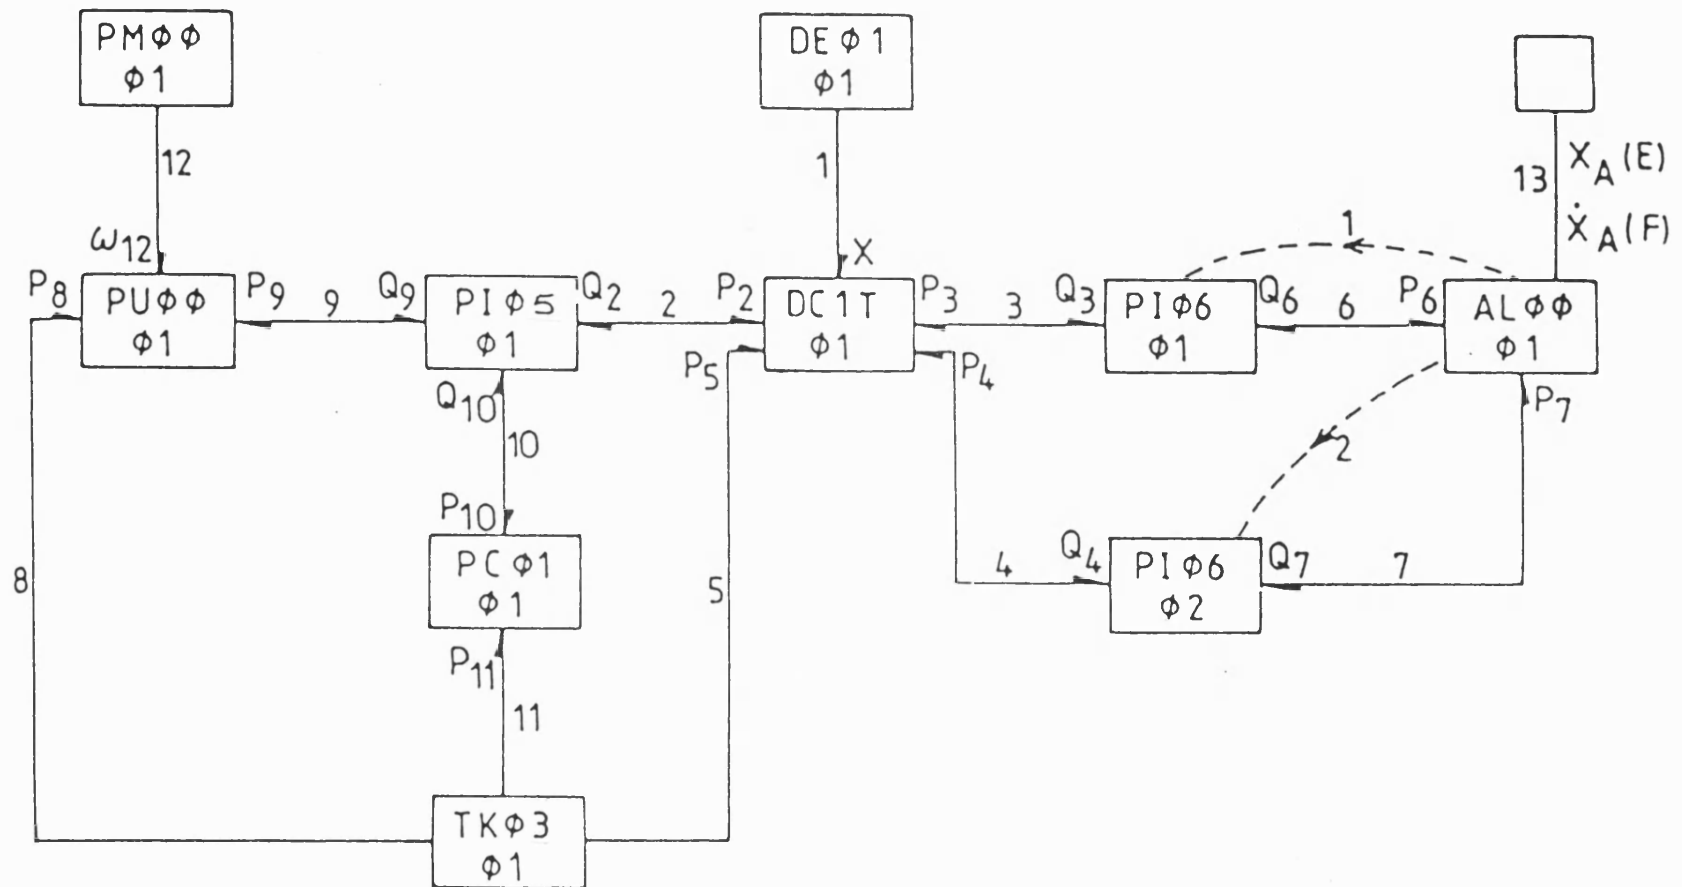 PMΦΦ
Φ1
DEΦ1
Φ1
12
1
13
X_A(E)
Ẋ_A(F)
ω₁₂
X
1
P₈
PUΦΦ
Φ1
P₉
9
Q₉
PIΦ5
Φ1
Q₂
2
P₂
DC1T
Φ1
P₃
3
Q₃
PIΦ6
Φ1
Q₆
6
P₆
ALΦΦ
Φ1
P₅
P₄
P₇
Q₁₀
10
2
P₁₀
PCΦ1
Φ1
8
5
4
Q₄
PIΦ6
Φ2
Q₇
7
P₁₁
11
TKΦ3
Φ1